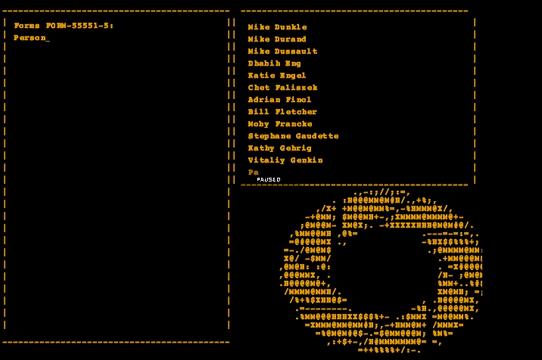 Forms FORM-55551-5:
Person_
Mike Dunkle
Mike Durand
Mike Dussault
Dhabih Eng
Katie Engel
Chet Faliszek
Adrian Finol
Bill Fletcher
Moby Francke
Stephane Gaudette
Kathy Gehrig
Vitaliy Genkin
Pa
PAUSED